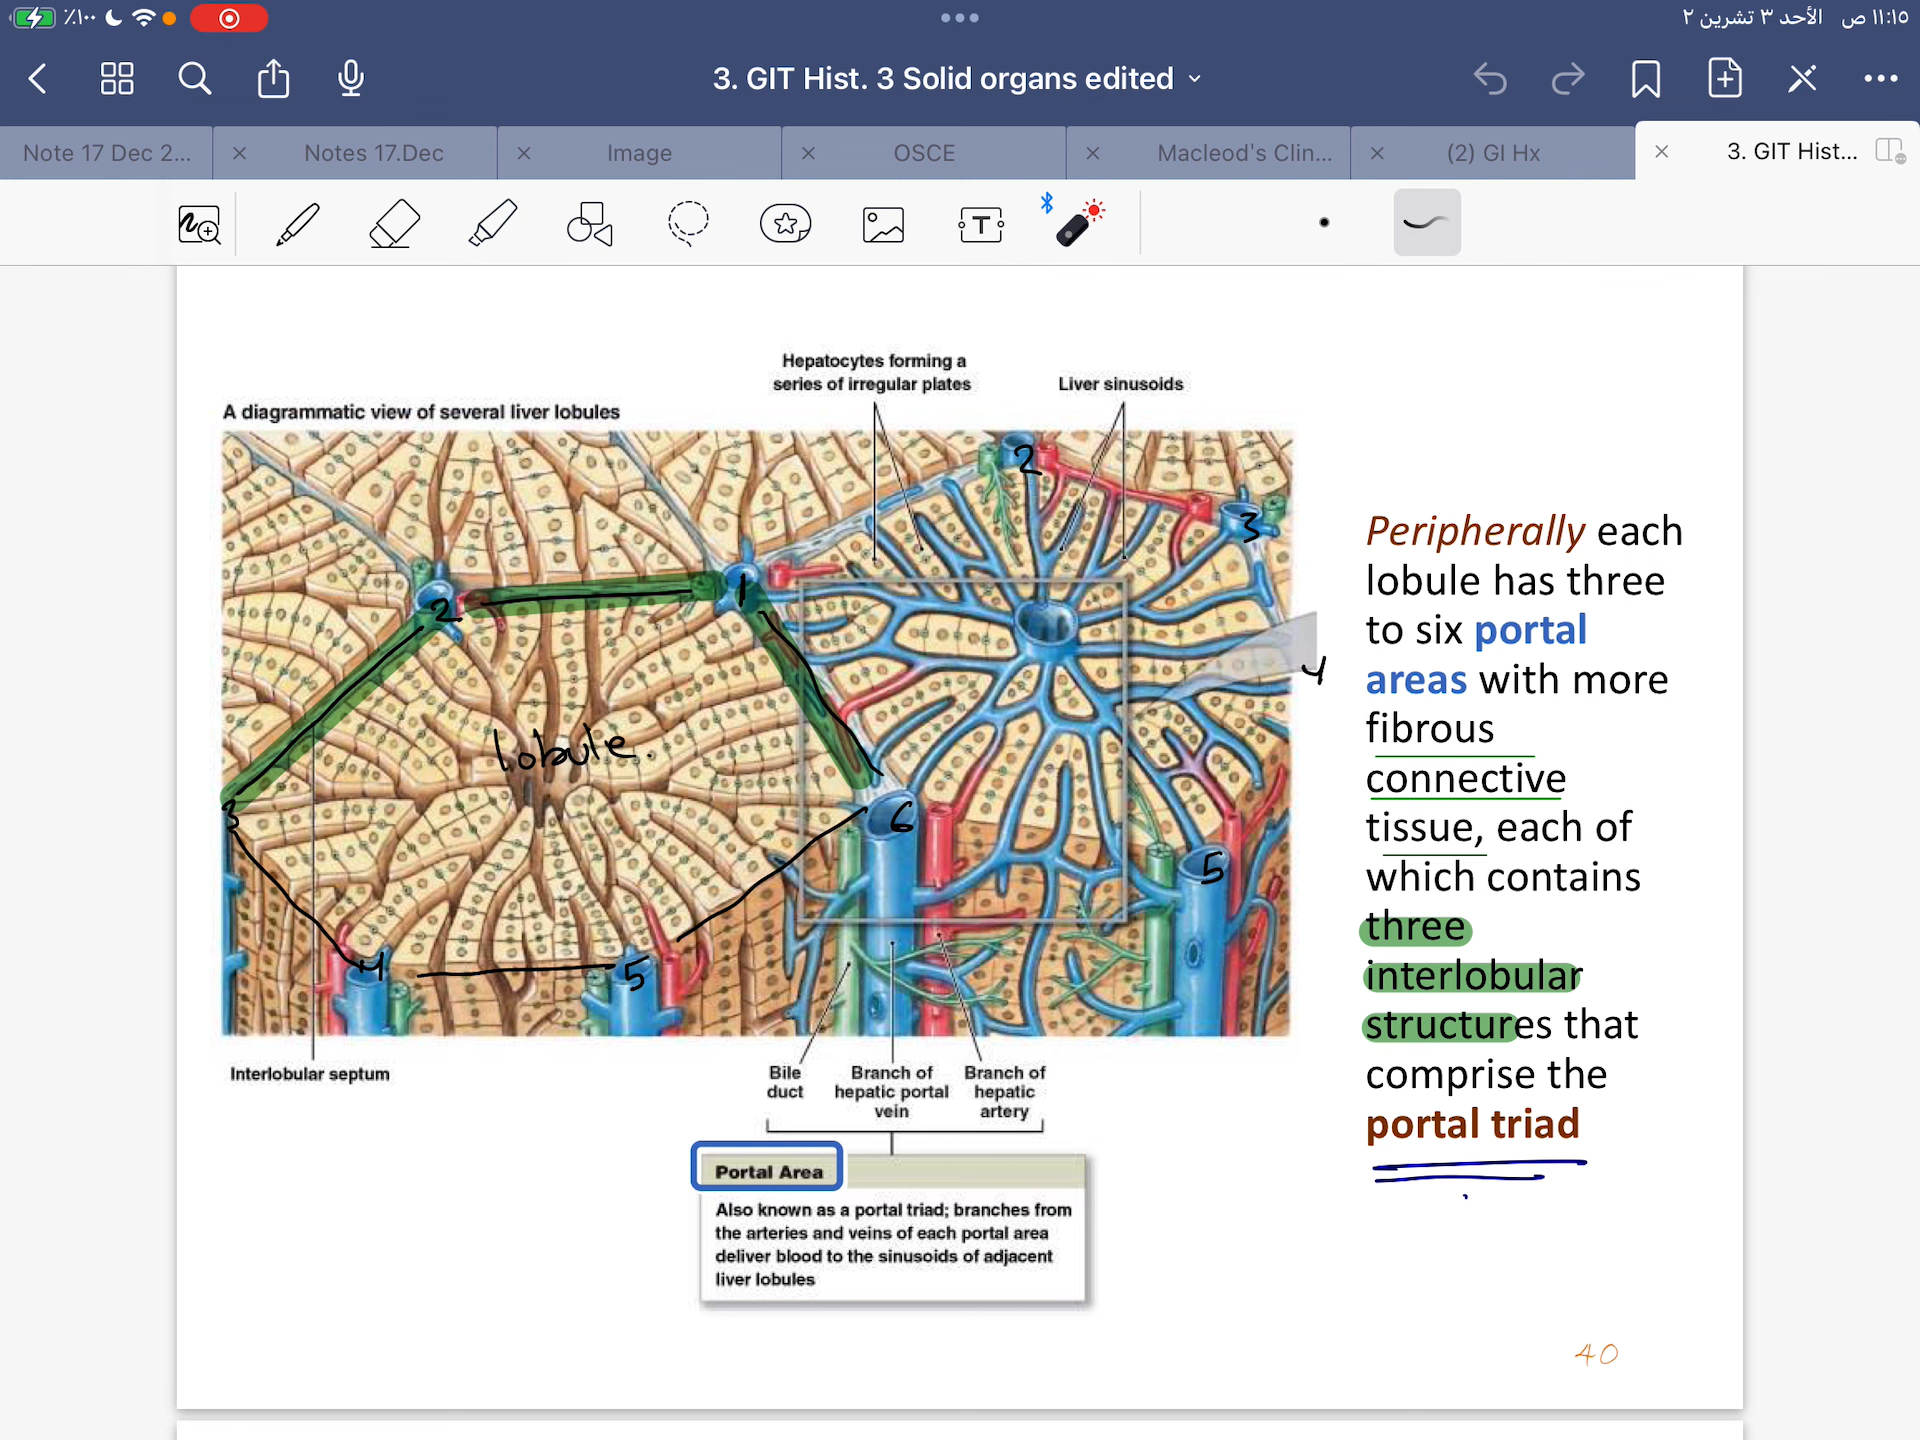 ٪١٠٠
١١:١٥ ص الأحد ٣ تشرين ٢
3. GIT Hist. 3 Solid organs edited
Note 17 Dec 2...
Notes 17.Dec
Image
OSCE
Macleod's Clin...
(2) GI Hx
3. GIT Hist...
T
Hepatocytes forming a
series of irregular plates
Liver sinusoids
A diagrammatic view of several liver lobules
2
3
1
2
4
lobule.
3
6
5
4
5
Interlobular septum
Bile
duct
Branch of
hepatic portal
vein
Branch of
hepatic
artery
Portal Area
Also known as a portal triad; branches from
the arteries and veins of each portal area
deliver blood to the sinusoids of adjacent
liver lobules
Peripherally each
lobule has three
to six portal
areas with more
fibrous
connective
tissue, each of
which contains
three
interlobular
structures that
comprise the
portal triad
40